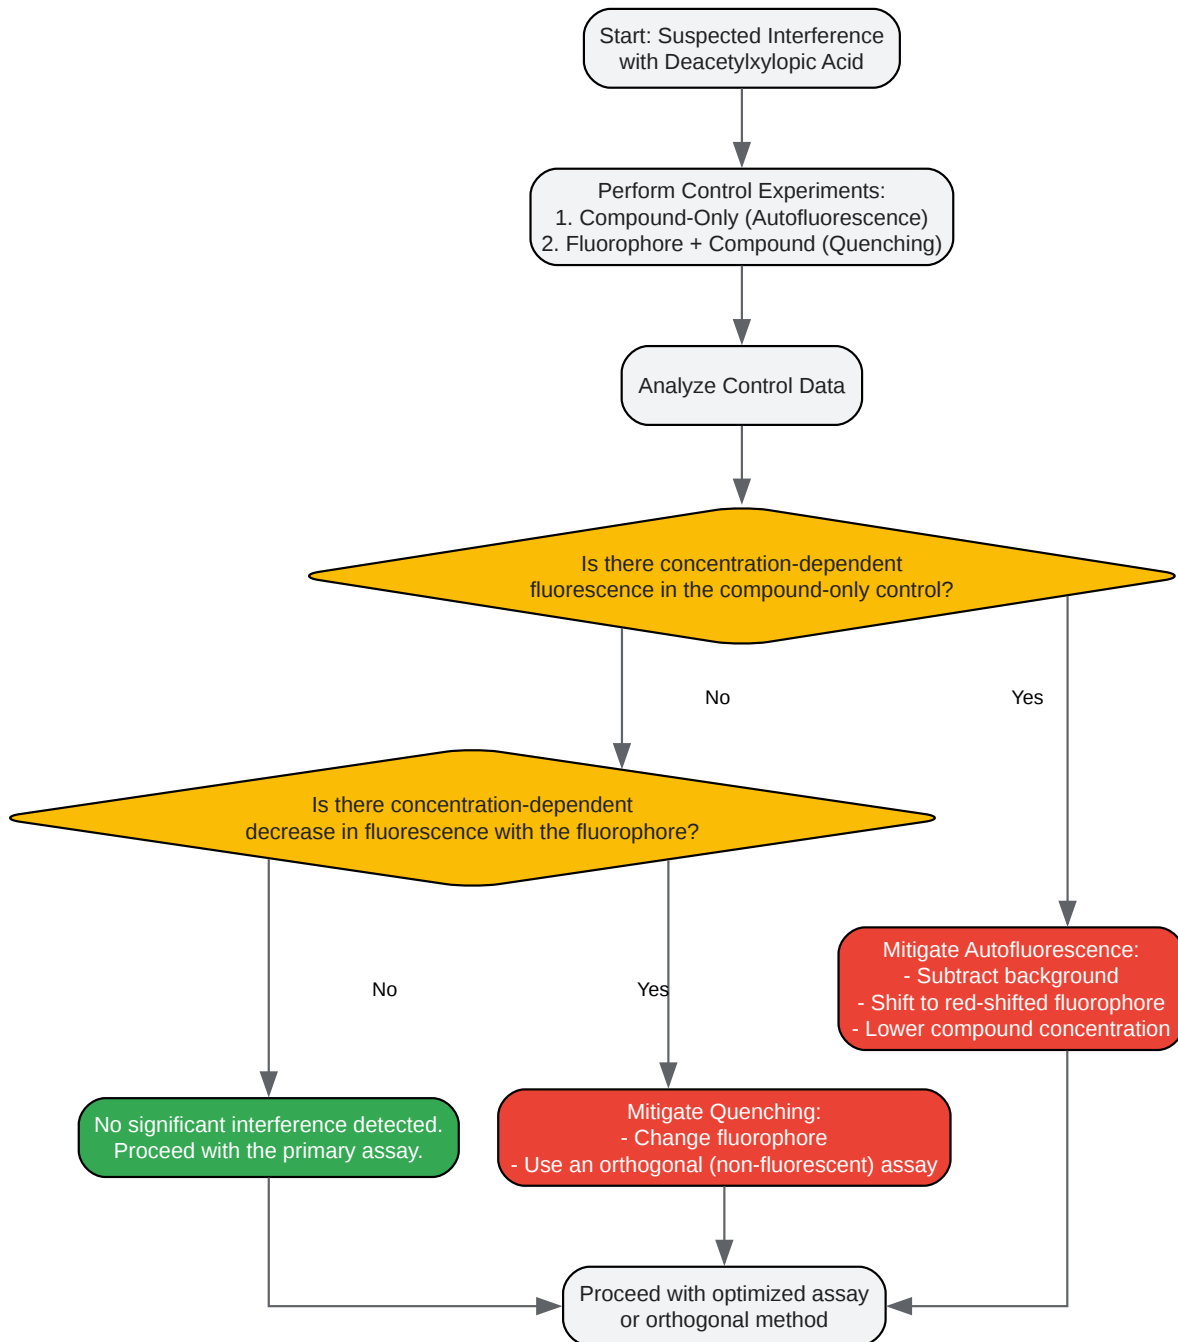 Start: Suspected Interference
with Deacetylxylopic Acid
Perform Control Experiments:
1. Compound-Only (Autofluorescence)
2. Fluorophore + Compound (Quenching)
Analyze Control Data
Is there concentration-dependent
fluorescence in the compound-only control?
No
Yes
Is there concentration-dependent
decrease in fluorescence with the fluorophore?
Mitigate Autofluorescence:
- Subtract background
- Shift to red-shifted fluorophore
- Lower compound concentration
No
Yes
No significant interference detected.
Proceed with the primary assay.
Mitigate Quenching:
- Change fluorophore
- Use an orthogonal (non-fluorescent) assay
Proceed with optimized assay
or orthogonal method